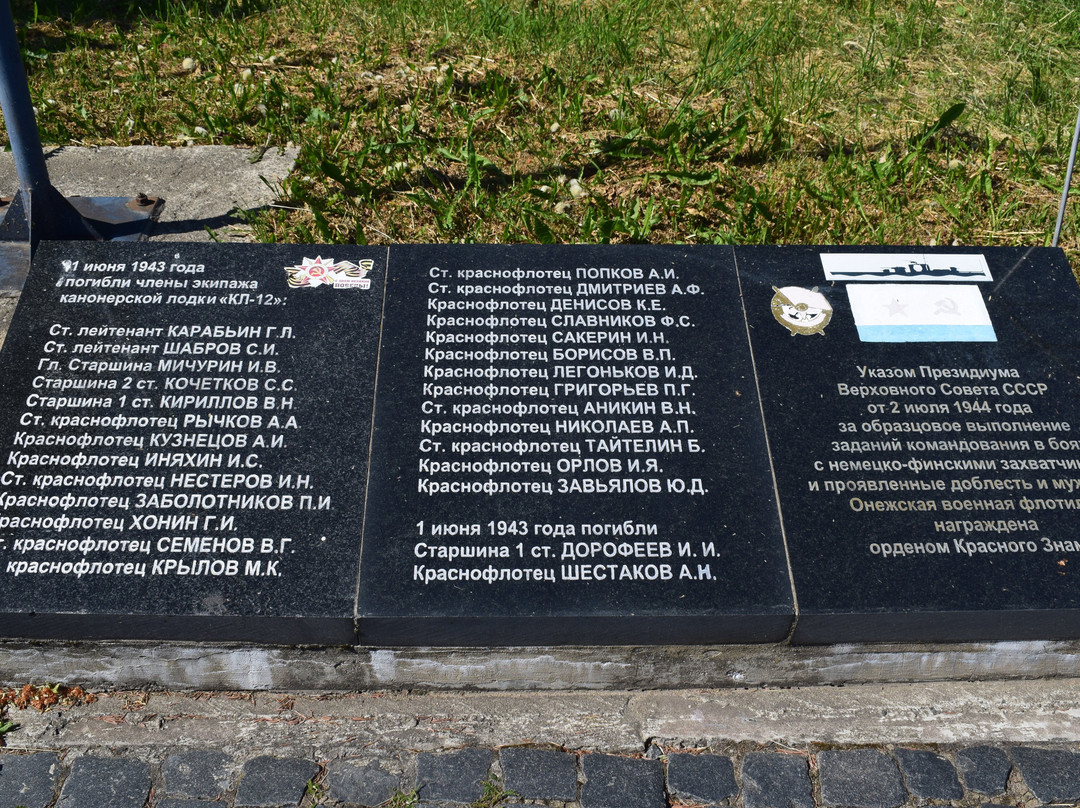 1 июня 1943 года
погибли члены экипажа
канонерской лодки «КЛ-12»:
Ст. лейтенант КАРАБЬИН Г.Л.
Ст. лейтенант ШАБРОВ С.И.
Гл. Старшина МИЧУРИН И.В.
Старшина 2 ст. КОЧЕТКОВ С.С.
Старшина 1 ст. КИРИЛЛОВ В.Н
Ст. краснофлотец РЫЧКОВ А.А
Краснофлотец КУЗНЕЦОВ А.И.
Краснофлотец ИНЯХИН И.С.
Ст. краснофлотец НЕСТЕРОВ И.Н.
Краснофлотец ЗАБОЛОТНИКОВ П.И
краснофлотец ХОНИН Г.И.
т. краснофлотец СЕМЕНОВ В.Г.
краснофлотец КРЫЛОВ М.К.
Ст. краснофлотец ПОПКОВ А.И.
Ст. краснофлотец ДМИТРИЕВ А.Ф.
Краснофлотец ДЕНИСОВ К.Е.
Краснофлотец СЛАВНИКОВ Ф.С.
Краснофлотец САКЕРИН И.Н.
Краснофлотец БОРИСОВ В.П.
Краснофлотец ЛЕГОНЬКОВ И.Д.
Краснофлотец ГРИГОРЬЕВ П.Г.
Ст. краснофлотец АНИКИН В.Н.
Краснофлотец НИКОЛАЕВ А.П.
Ст. краснофлотец ТАЙТЕЛИН Б.
Краснофлотец ОРЛОВ И.Я.
Краснофлотец ЗАВЬЯЛОВ Ю.Д.
1 июня 1943 года погибли
Старшина 1 ст. ДОРОФЕЕВ И. И.
Краснофлотец ШЕСТАКОВ А.Н.
Указом Президиума
Верховного Совета СССР
от 2 июля 1944 года
за образцовое выполнение
заданий командования в боя
с немецко-финскими захватчи
и проявленные доблесть и муж
Онежская военная флоти
награждена
орденом Красного Знам